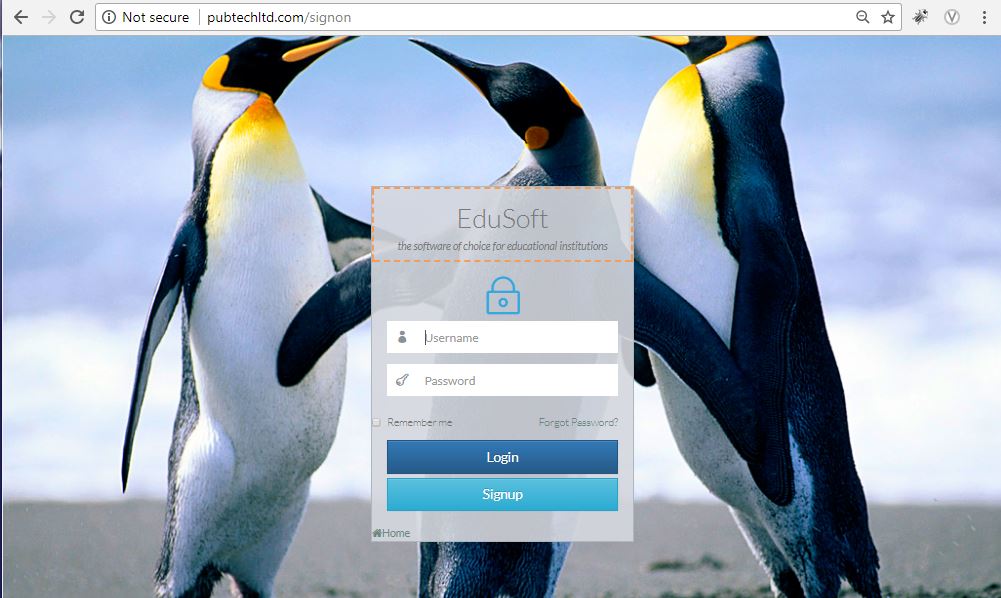 Not secure | pubtechltd.com/signon
EduSoft
the software of choice for educational institutions
Username
Password
Remember me Forgot Password?
Login
Signup
Home